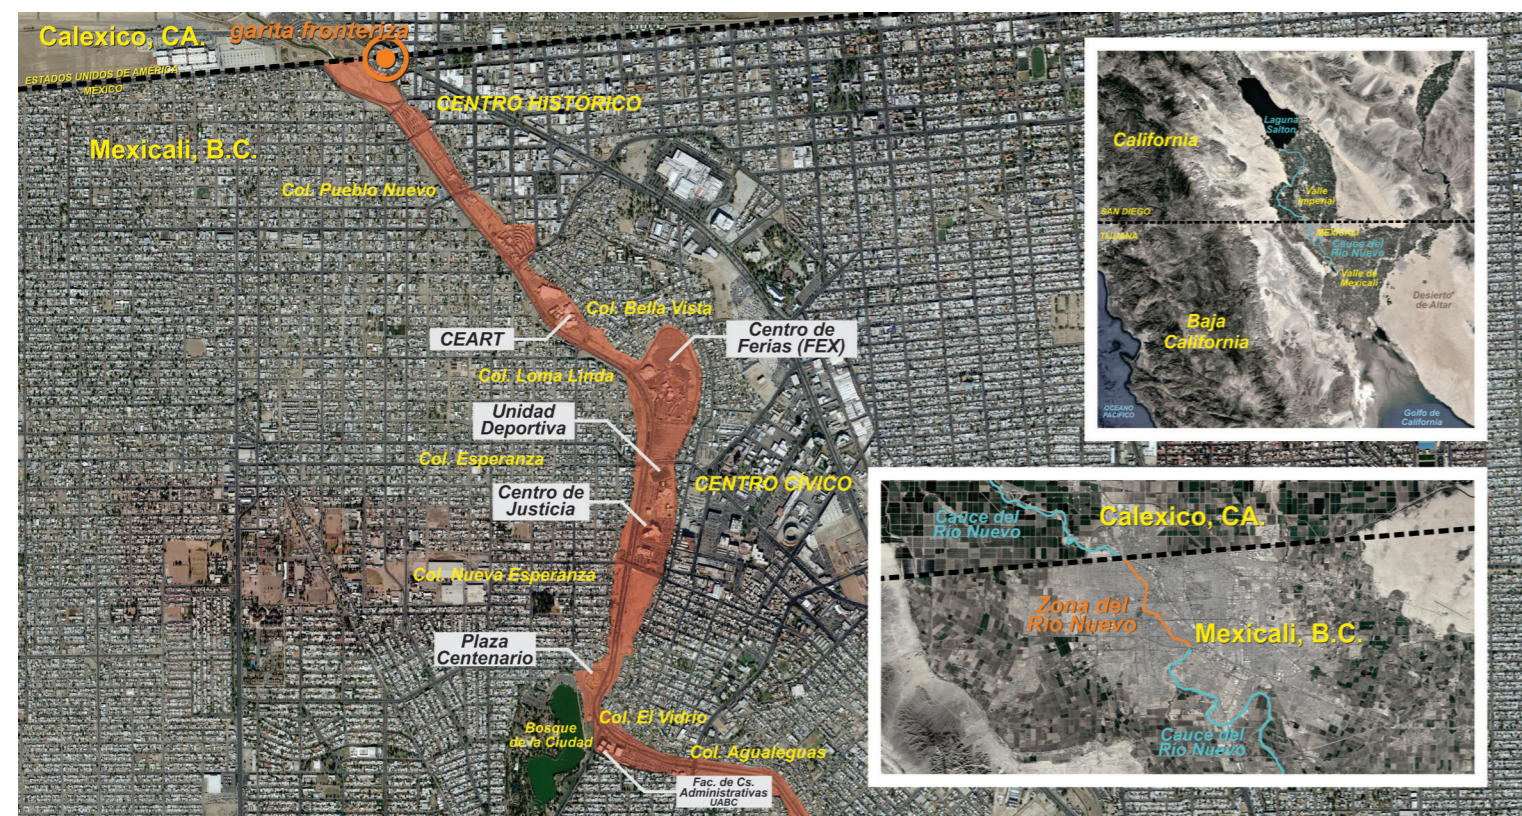 Calexico, CA.
garita fronteriza
ESTADOS UNIDOS DE AMÉRICA
MÉXICO
CENTRO HISTÓRICO
Mexicali, B.C.
Col. Pueblo Nuevo
Col. Bella Vista
CEART
Centro de
Ferias (FEX)
Col. Loma Linda
Unidad
Deportiva
Col. Esperanza
CENTRO CÍVICO
Centro de
Justicia
Col. Nueva Esperanza
Plaza
Centenario
Col. El Vidrio
Bosque
de la Ciudad
Col. Agualeguas
Fac. de Cs.
Administrativas
UABC
Laguna
Salton
California
Valle
Imperial
SAN DIEGO
TIJUANA
MEXICALI
Cauce del
Río Nuevo
Valle de
Mexicali
Desierto
de Altar
Baja
California
OCEANO
PACÍFICO
Golfo de
California
Cauce del
Río Nuevo
Calexico, CA.
Zona del
Río Nuevo
Mexicali, B.C.
Cauce del
Río Nuevo